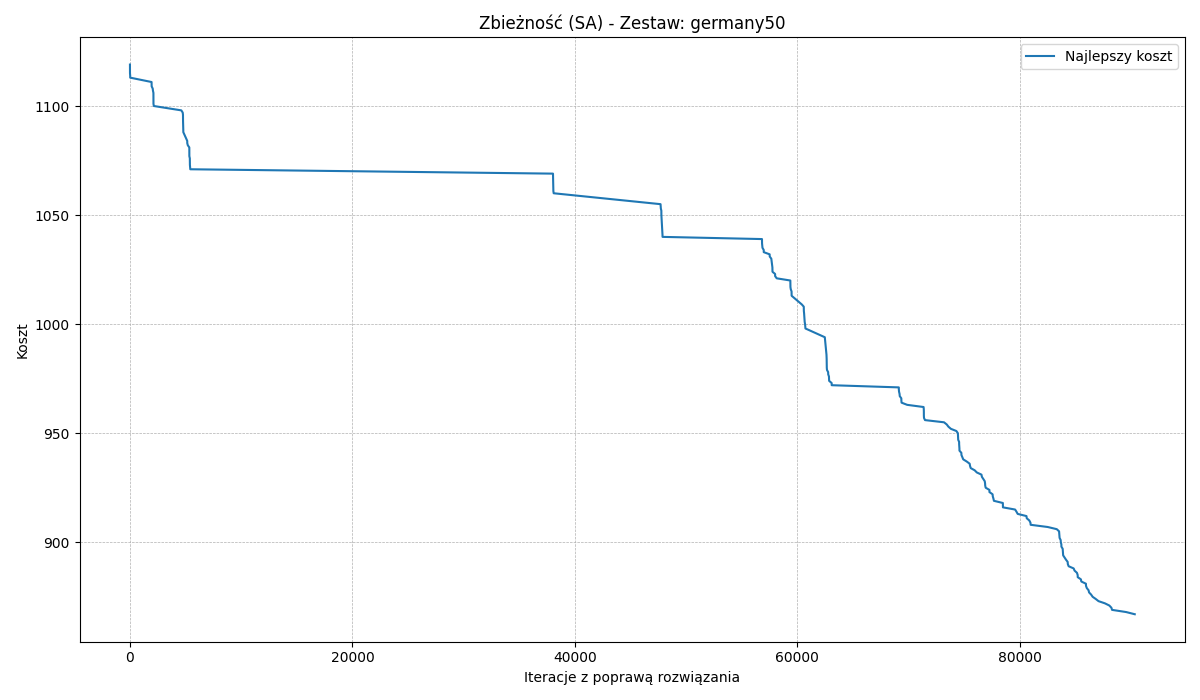 Zbieżność (SA) - Zestaw: germany50
Najlepszy koszt
Koszt
1100
1050
1000
950
900
0 20000 40000 60000 80000
Iteracje z poprawą rozwiązania